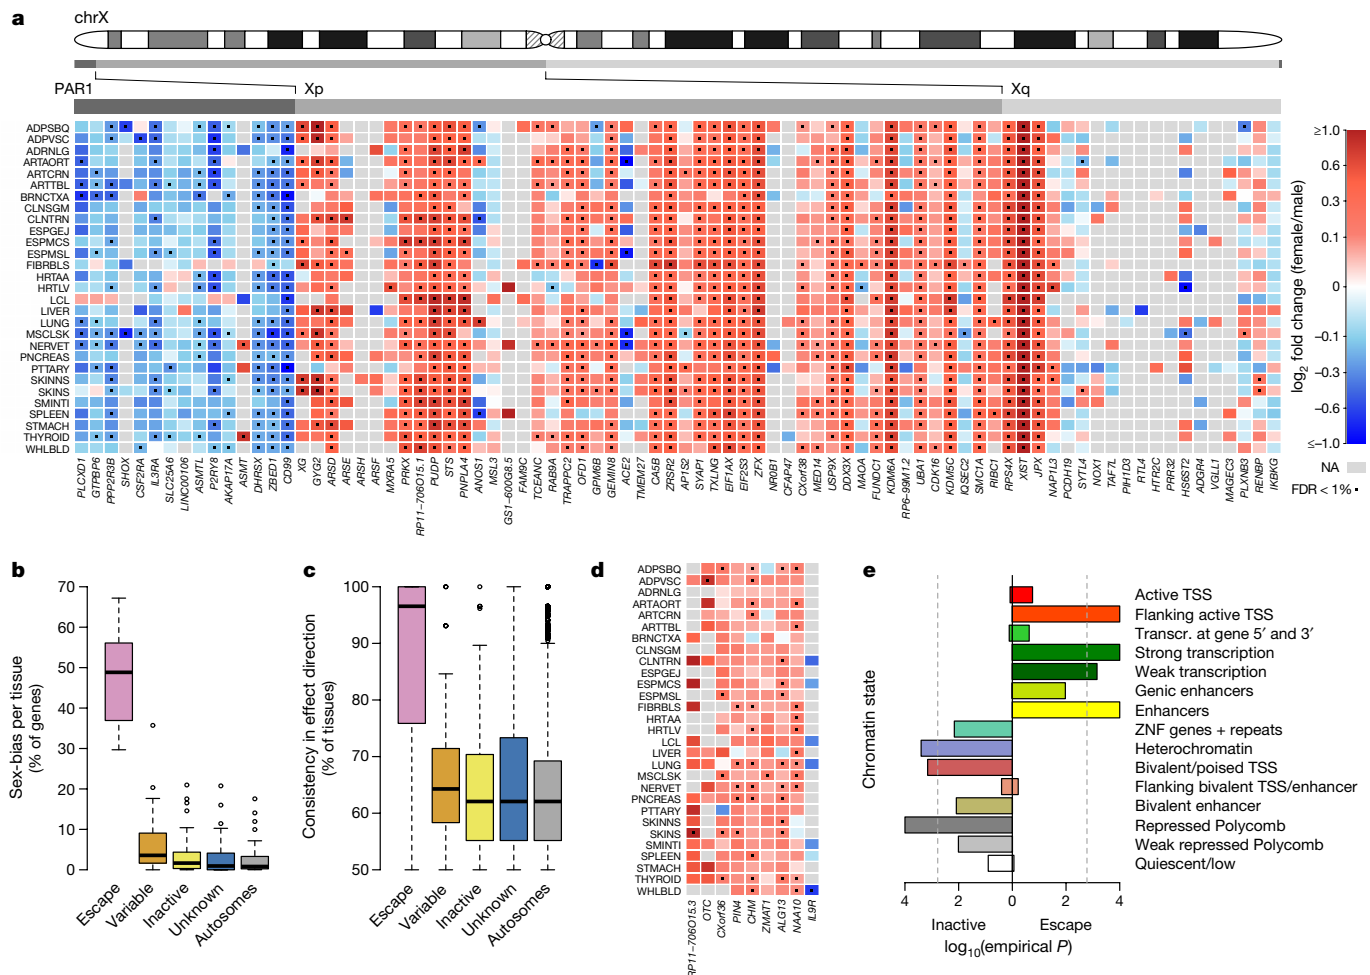 a
chrX
PAR1
Xp
Xq
ADPSBQ
ADPVSC
ADRNLG
ARTAORT
ARTCRN
ARTTBL
BRNCTXA
CLNSGM
CLNTRN
ESPGEJ
ESPMCS
ESPMSL
FIBRBLS
HRTAA
HRTLV
LCL
LIVER
LUNG
MSCLSK
NERVET
PNCREAS
PTTARY
SKINNS
SKINS
SMINTI
SPLEEN
STMACH
THYROID
WHLBLD
PLCXD1
GTPBP6
PPP2R3B
SHOX
CSF2RA
IL3RA
SLC25A6
LINC00106
ASMTL
P2RY8
AKAP17A
ASMT
DHRSX
ZBED1
CD99
XG
GYG2
ARSD
ARSE
ARSH
ARSF
MXRA5
PRKX
RP11-706O15.1
PUDP
STS
PNPLA4
ANOS1
MSL3
GS1-600G8.5
FAM9C
TCEANC
RAB9A
TRAPPC2
OFD1
GPM6B
GEMIN8
ACE2
TMEM27
CA5B
ZRSR2
AP1S2
SYAP1
TXLNG
EIF1AX
EIF2S3
ZFX
NR0B1
CFAP47
CXorf38
MED14
USP9X
DDX3X
MAOA
FUNDC1
KDM6A
RP6-99M1.2
UBA1
CDK16
KDM5C
IQSEC2
SMC1A
RIBC1
RPS4X
XIST
JPX
NAP1L3
PCDH19
SYTL4
NOX1
TAF7L
PIH1D3
RTL4
HTR2C
PRR32
HS6ST2
ADGR4
VGLL1
MAGEC3
PLXNB3
RENBP
IKBKG
≥1.0
0.6
0.3
0.1
0
−0.1
−0.3
−0.6
≤−1.0
log2 fold change (female/male)
NA
FDR < 1%
b
Sex-bias per tissue
(% of genes)
70
60
50
40
30
20
10
0
Escape
Variable
Inactive
Unknown
Autosomes
c
Consistency in effect direction
(% of tissues)
100
90
80
70
60
50
Escape
Variable
Inactive
Unknown
Autosomes
d
ADPSBQ
ADPVSC
ADRNLG
ARTAORT
ARTCRN
ARTTBL
BRNCTXA
CLNSGM
CLNTRN
ESPGEJ
ESPMCS
ESPMSL
FIBRBLS
HRTAA
HRTLV
LCL
LIVER
LUNG
MSCLSK
NERVET
PNCREAS
PTTARY
SKINNS
SKINS
SMINTI
SPLEEN
STMACH
THYROID
WHLBLD
RP11-706O15.3
OTC
CXorf36
PIN4
CHM
ZMAT1
ALG13
NAA10
IL9R
e
Chromatin state
Active TSS
Flanking active TSS
Transcr. at gene 5′ and 3′
Strong transcription
Weak transcription
Genic enhancers
Enhancers
ZNF genes + repeats
Heterochromatin
Bivalent/poised TSS
Flanking bivalent TSS/enhancer
Bivalent enhancer
Repressed Polycomb
Weak repressed Polycomb
Quiescent/low
4 2 0 2 4
Inactive Escape
log10(empirical P)